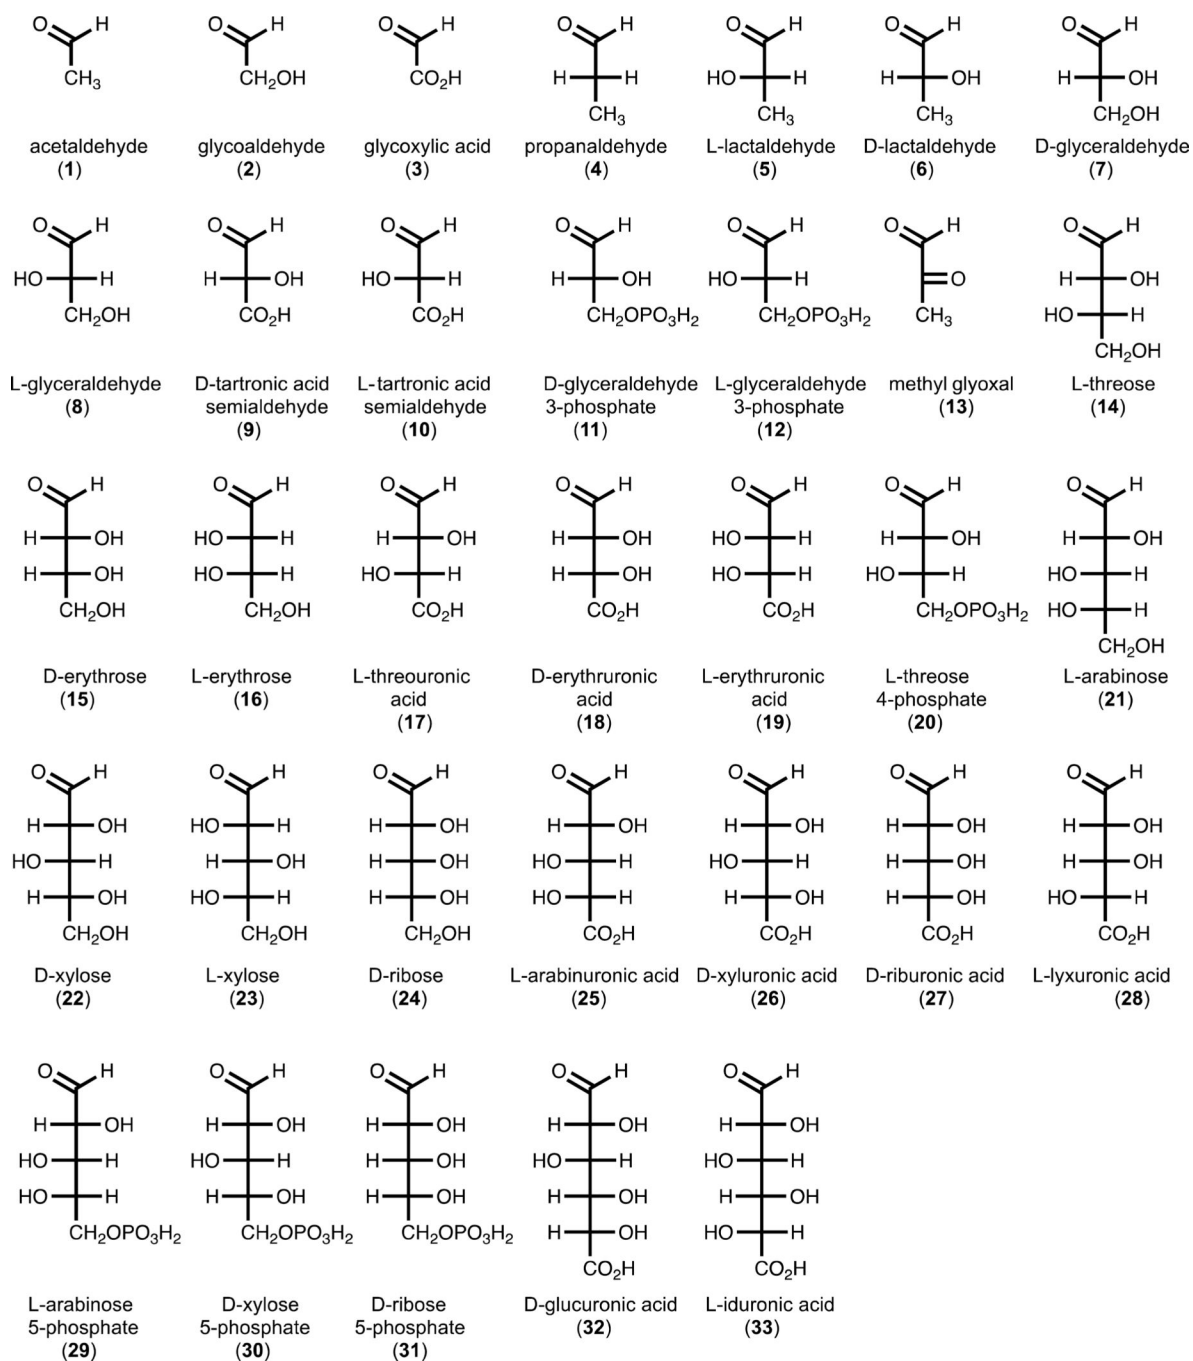 O H O H O H O H O H O H O H
CH₃ CH₂OH CO₂H H H HO H H OH H OH
CH₃ CH₃ CH₃ CH₂OH
acetaldehyde glycoaldehyde glycoxylic acid propanaldehyde L-lactaldehyde D-lactaldehyde D-glyceraldehyde
(1) (2) (3) (4) (5) (6) (7)
O H O H O H O H O H O H O H
HO H H OH HO H H OH HO H O H OH
CH₂OH CO₂H CO₂H CH₂OPO₃H₂ CH₂OPO₃H₂ CH₃ HO H
CH₂OH
L-glyceraldehyde D-tartronic acid L-tartronic acid D-glyceraldehyde L-glyceraldehyde methyl glyoxal L-threose
(8) semialdehyde semialdehyde 3-phosphate 3-phosphate (13) (14)
(9) (10) (11) (12)
O H O H O H O H O H O H O H
H OH HO H H OH H OH HO H H OH H OH
H OH HO H HO H H OH HO H HO H HO H
CH₂OH CH₂OH CO₂H CO₂H CO₂H CH₂OPO₃H₂ HO H
CH₂OH
D-erythrose L-erythrose L-threouronic D-erythruronic L-erythruronic L-threose L-arabinose
(15) (16) acid acid acid 4-phosphate (21)
(17) (18) (19) (20)
O H O H O H O H O H O H O H
H OH HO H H OH H OH H OH H OH H OH
HO H H OH H OH HO H HO H H OH H OH
H OH HO H H OH HO H H OH H OH HO H
CH₂OH CH₂OH CH₂OH CO₂H CO₂H CO₂H CO₂H
D-xylose L-xylose D-ribose L-arabinuronic acid D-xyluronic acid D-riburonic acid L-lyxuronic acid
(22) (23) (24) (25) (26) (27) (28)
O H O H O H O H O H
H OH H OH H OH H OH H OH
HO H HO H H OH HO H HO H
HO H H OH H OH H OH H OH
CH₂OPO₃H₂ CH₂OPO₃H₂ CH₂OPO₃H₂ H OH HO H
CO₂H CO₂H
L-arabinose D-xylose D-ribose D-glucuronic acid L-iduronic acid
5-phosphate 5-phosphate 5-phosphate (32) (33)
(29) (30) (31)